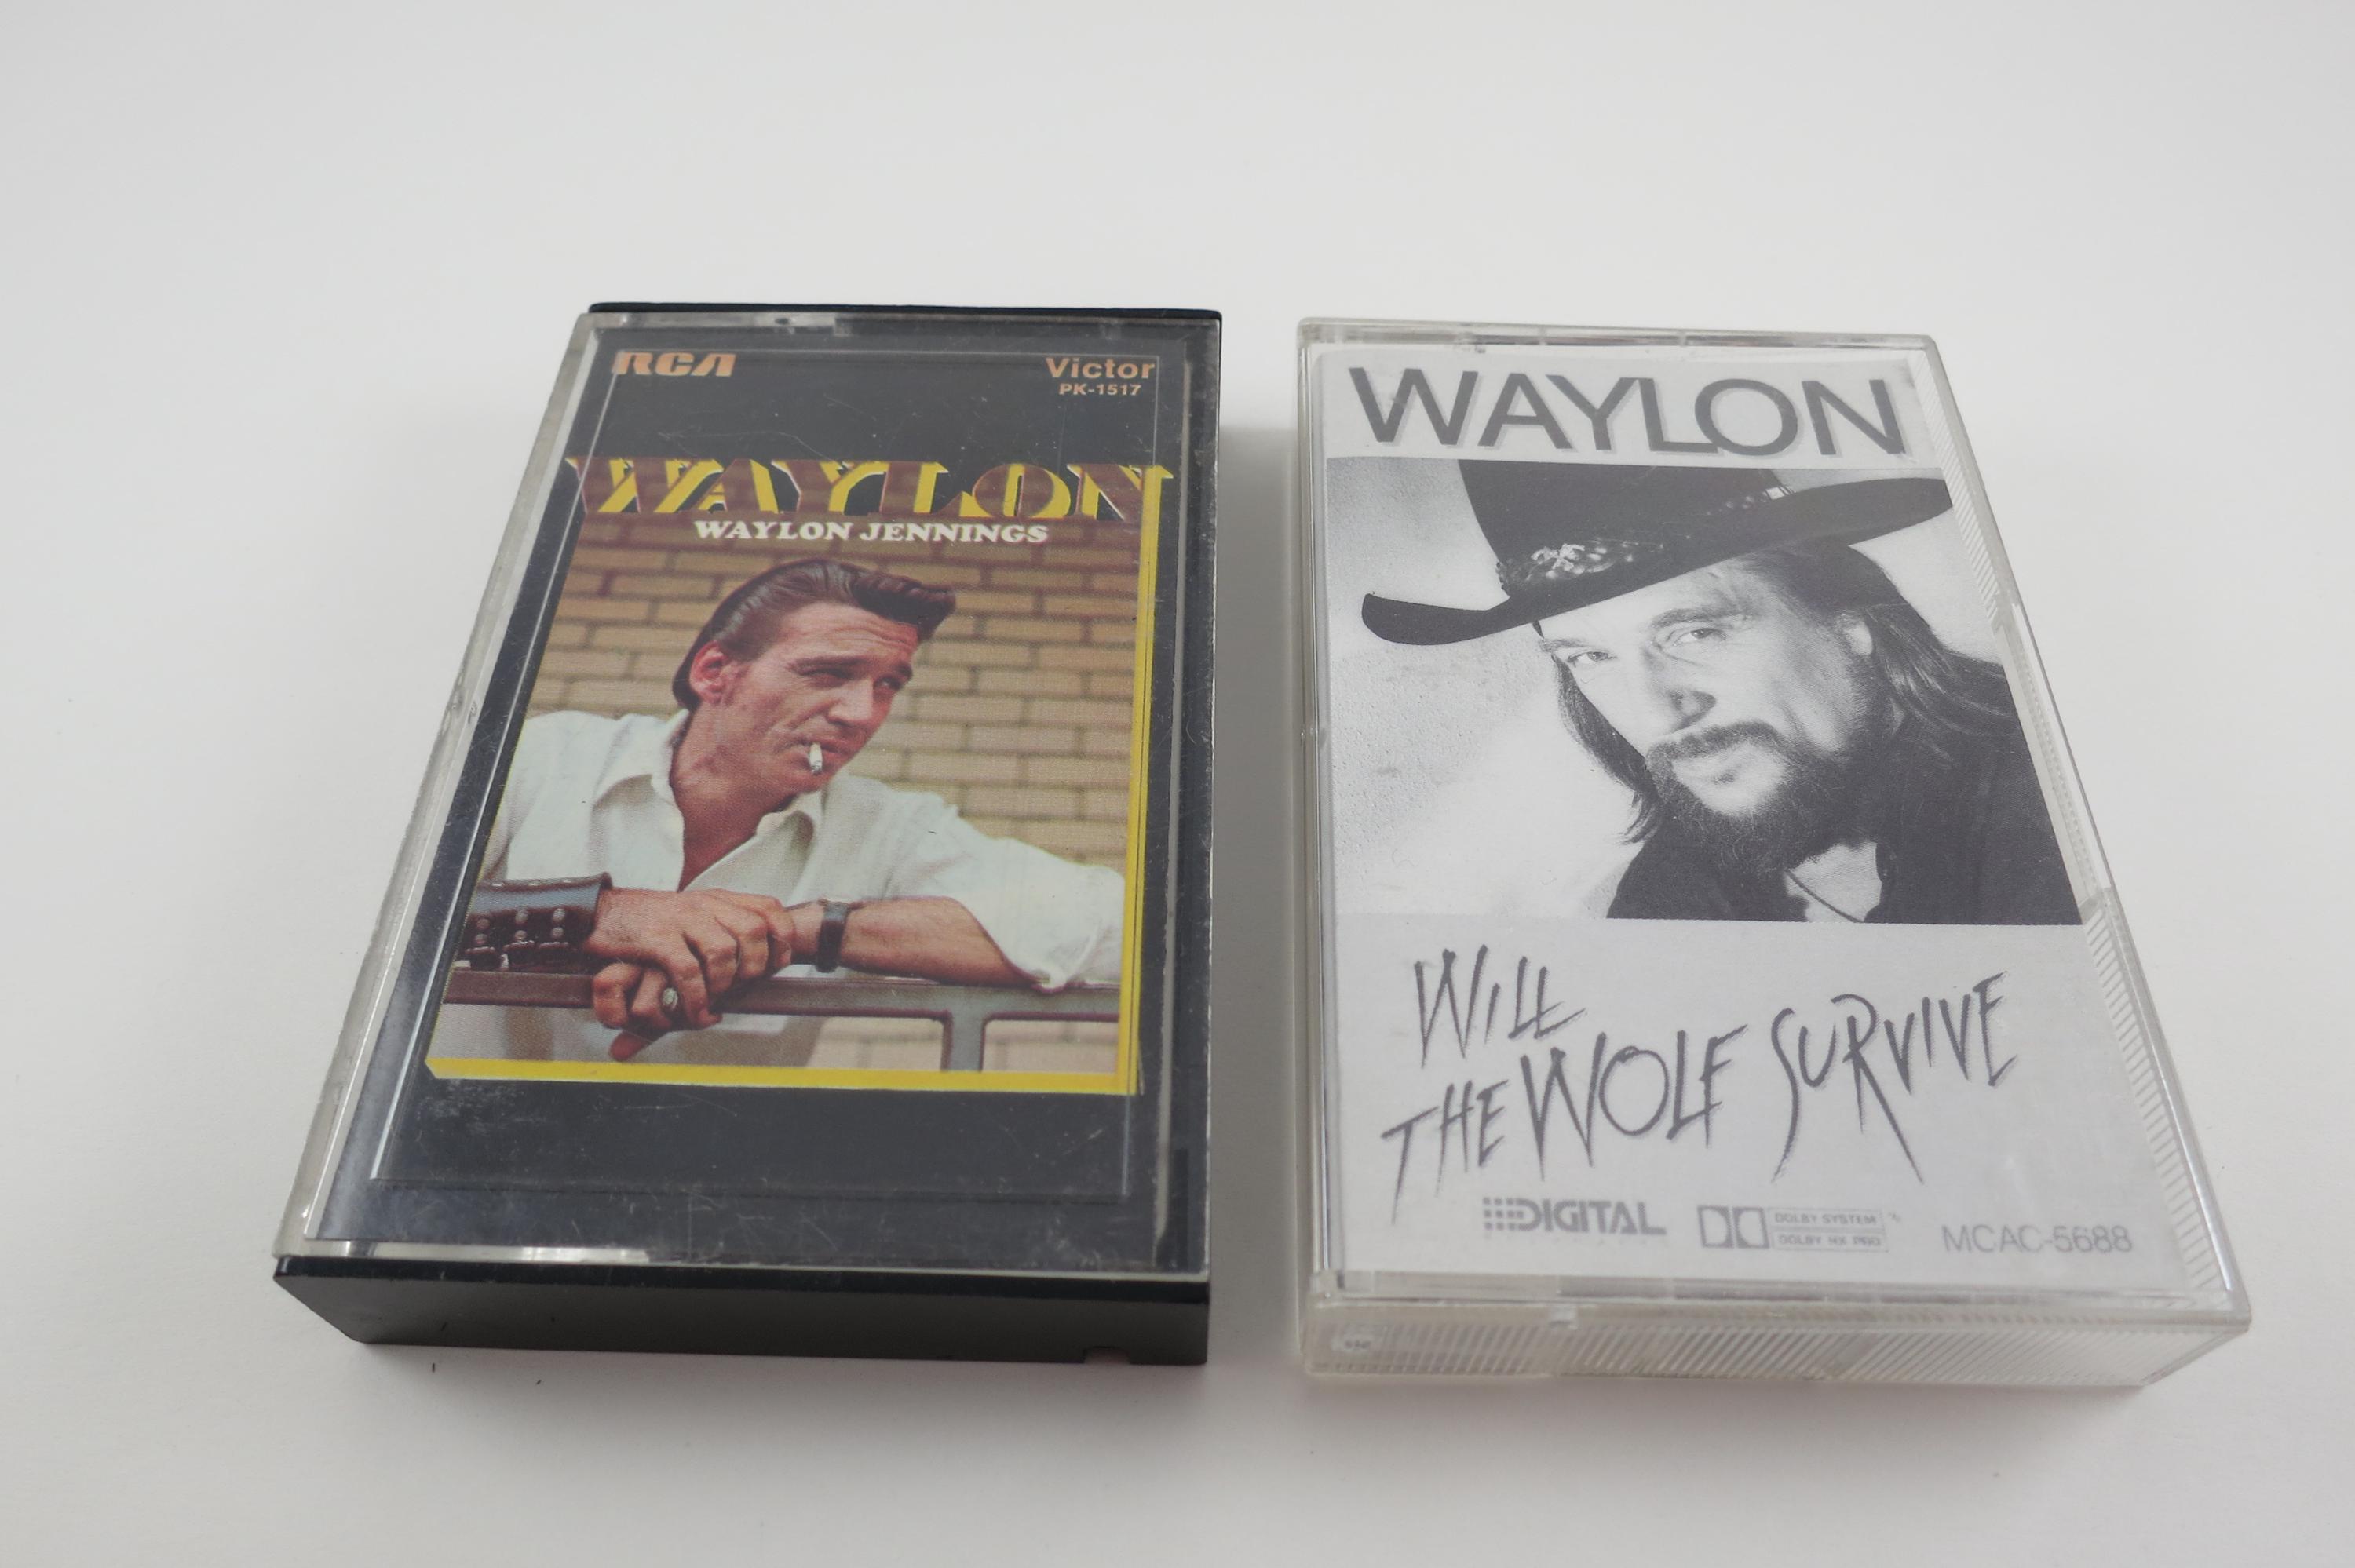 RCA
Victor
PK-1517
WAYLON
WAYLON JENNINGS
WAYLON
WILL
THE WOLF SURVIVE
DIGITAL
DOLBY SYSTEM
DOLBY HX PRO
MCAC-5688